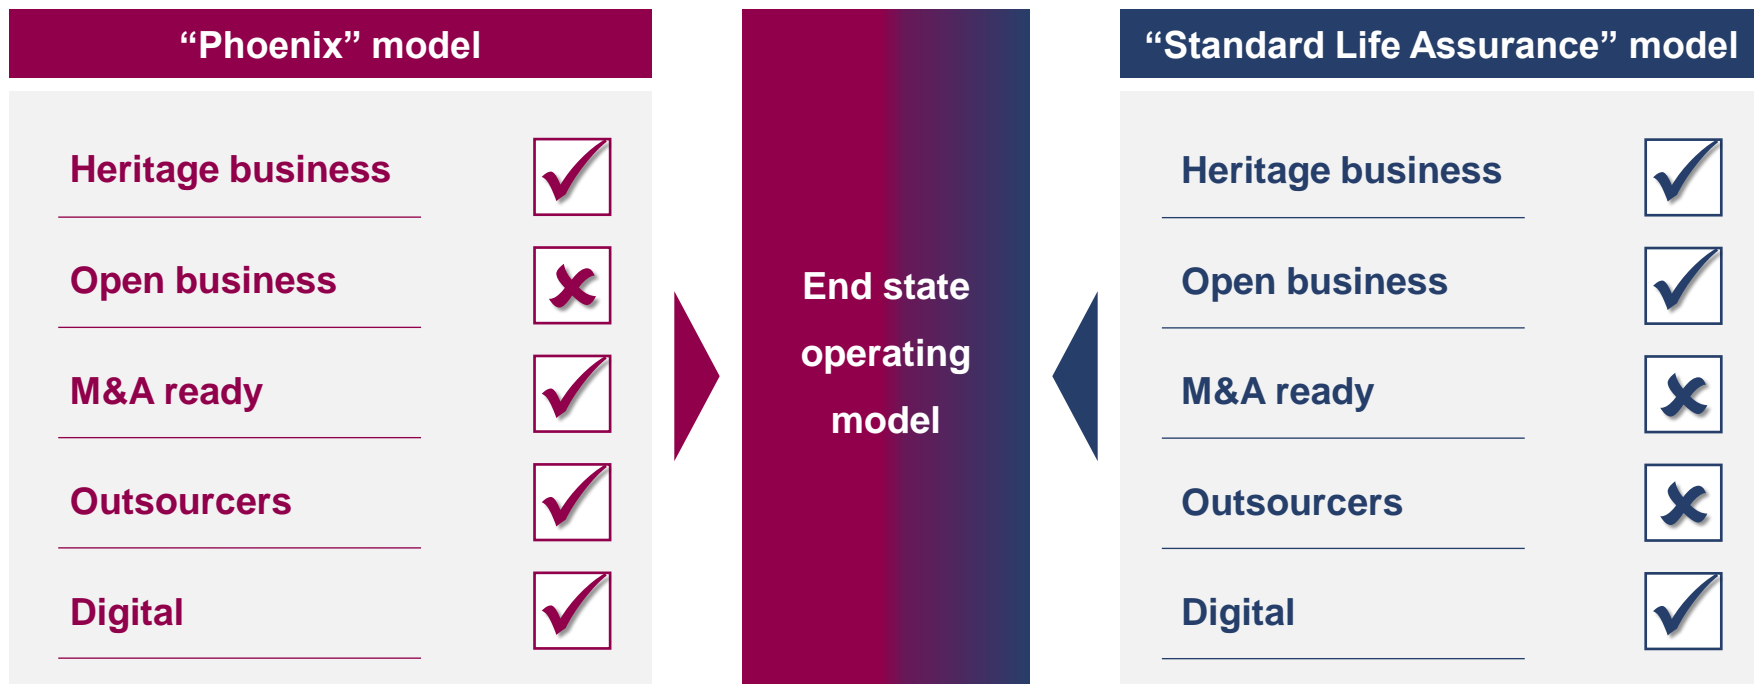 “Phoenix” model
Heritage business
Open business
M&A ready
Outsourcers
Digital
End state
operating
model
“Standard Life Assurance” model
Heritage business
Open business
M&A ready
Outsourcers
Digital